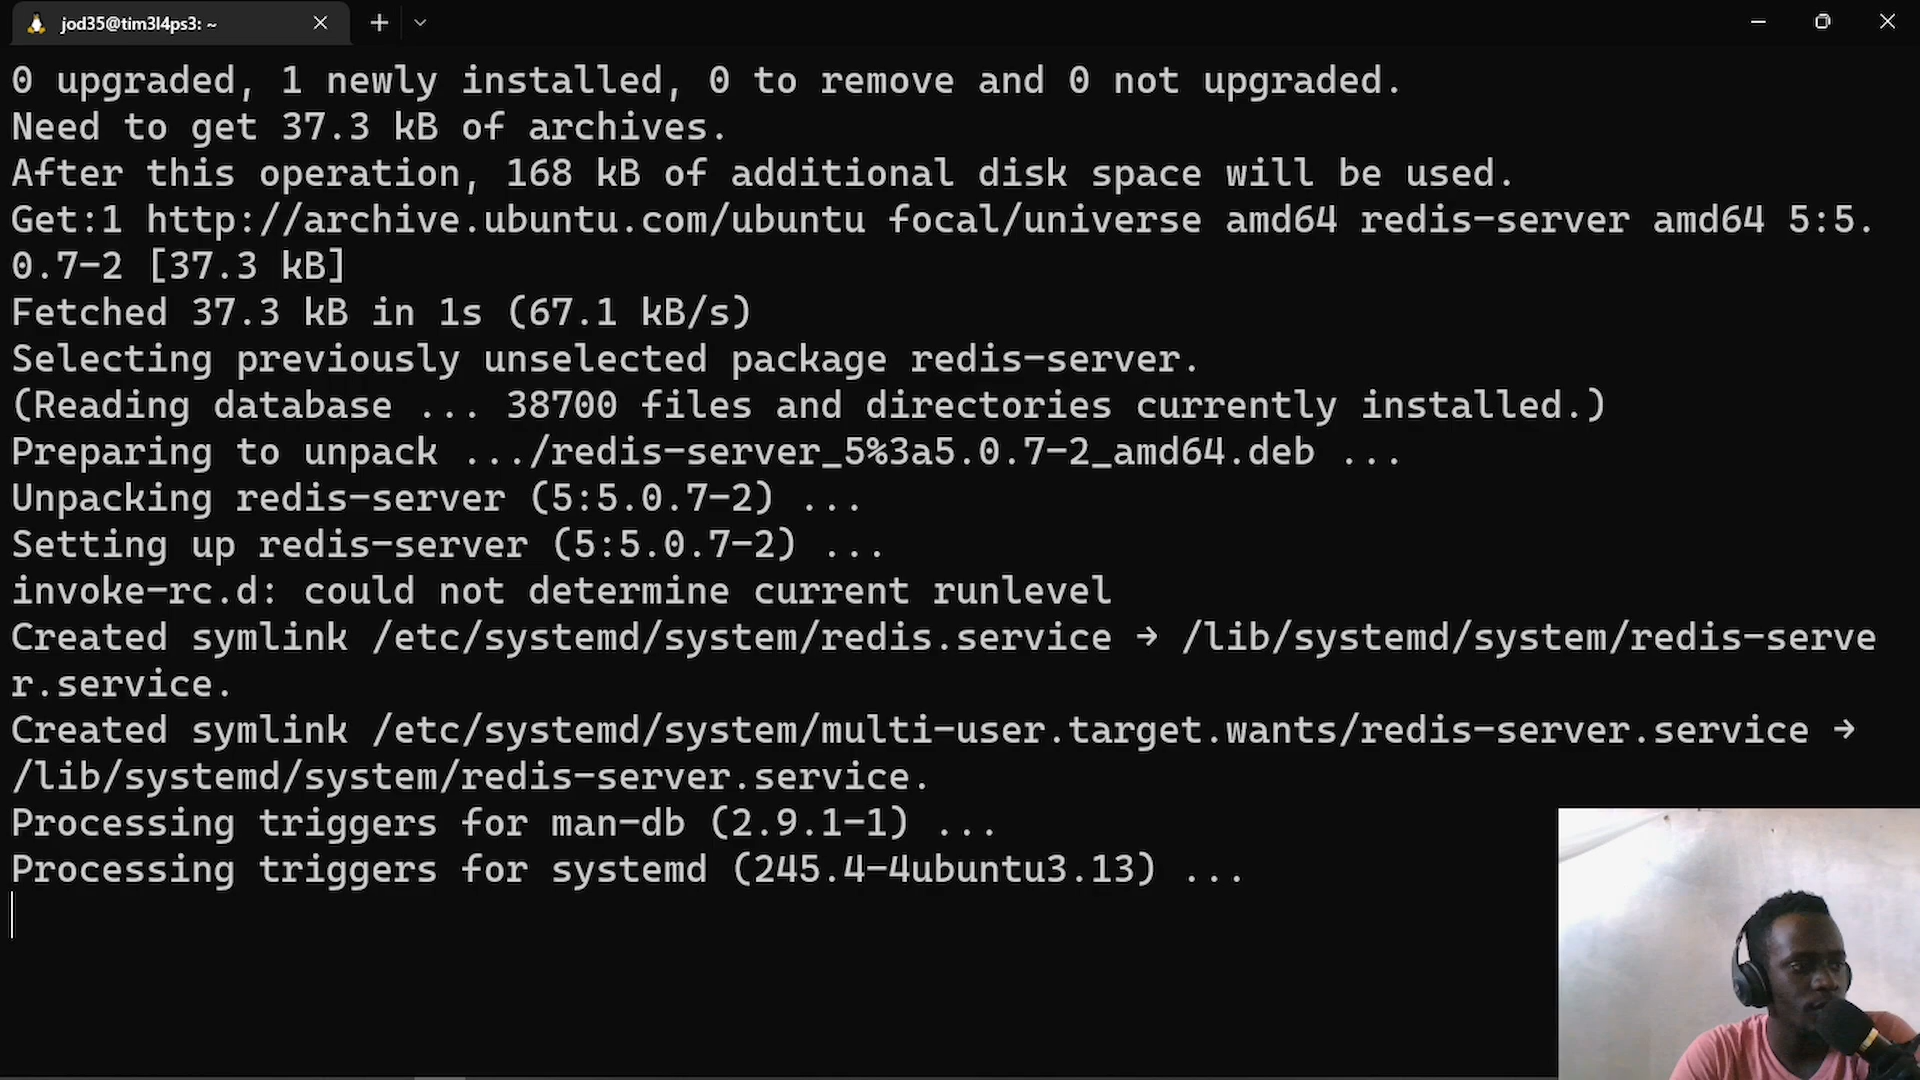 jod35@tim3l4ps3: ~
0 upgraded, 1 newly installed, 0 to remove and 0 not upgraded.
Need to get 37.3 kB of archives.
After this operation, 168 kB of additional disk space will be used.
Get:1 http://archive.ubuntu.com/ubuntu focal/universe amd64 redis-server amd64 5:5.
0.7-2 [37.3 kB]
Fetched 37.3 kB in 1s (67.1 kB/s)
Selecting previously unselected package redis-server.
(Reading database ... 38700 files and directories currently installed.)
Preparing to unpack .../redis-server_5%3a5.0.7-2_amd64.deb ...
Unpacking redis-server (5:5.0.7-2) ...
Setting up redis-server (5:5.0.7-2) ...
invoke-rc.d: could not determine current runlevel
Created symlink /etc/systemd/system/redis.service → /lib/systemd/system/redis-serve
r.service.
Created symlink /etc/systemd/system/multi-user.target.wants/redis-server.service →
/lib/systemd/system/redis-server.service.
Processing triggers for man-db (2.9.1-1) ...
Processing triggers for systemd (245.4-4ubuntu3.13) ...